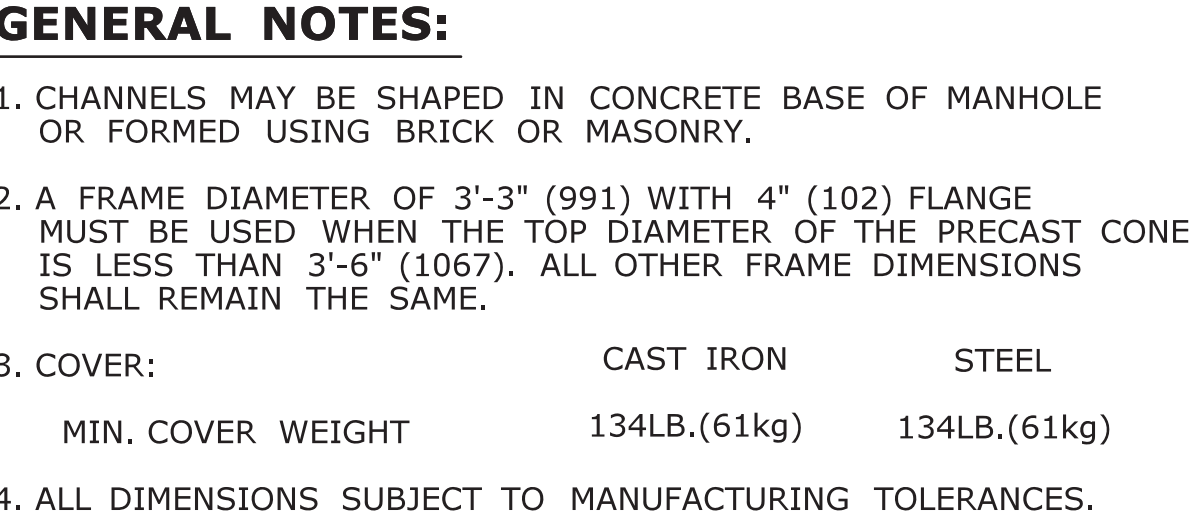 GENERAL NOTES:
1. CHANNELS MAY BE SHAPED IN CONCRETE BASE OF MANHOLE
OR FORMED USING BRICK OR MASONRY.
2. A FRAME DIAMETER OF 3'-3" (991) WITH 4" (102) FLANGE
MUST BE USED WHEN THE TOP DIAMETER OF THE PRECAST CONE
IS LESS THAN 3'-6" (1067). ALL OTHER FRAME DIMENSIONS
SHALL REMAIN THE SAME.
3. COVER: CAST IRON STEEL
MIN. COVER WEIGHT 134LB.(61kg) 134LB.(61kg)
4. ALL DIMENSIONS SUBJECT TO MANUFACTURING TOLERANCES.